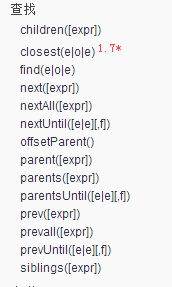 查找
children([expr])
closest(e|o|e)1.7*
find(e|o|e)
next([expr])
nextAll([expr])
nextUntil([e|e][,f])
offsetParent()
parent([expr])
parents([expr])
parentsUntil([e|e][,f])
prev([expr])
prevall([expr])
prevUntil([e|e][,f])
siblings([expr])